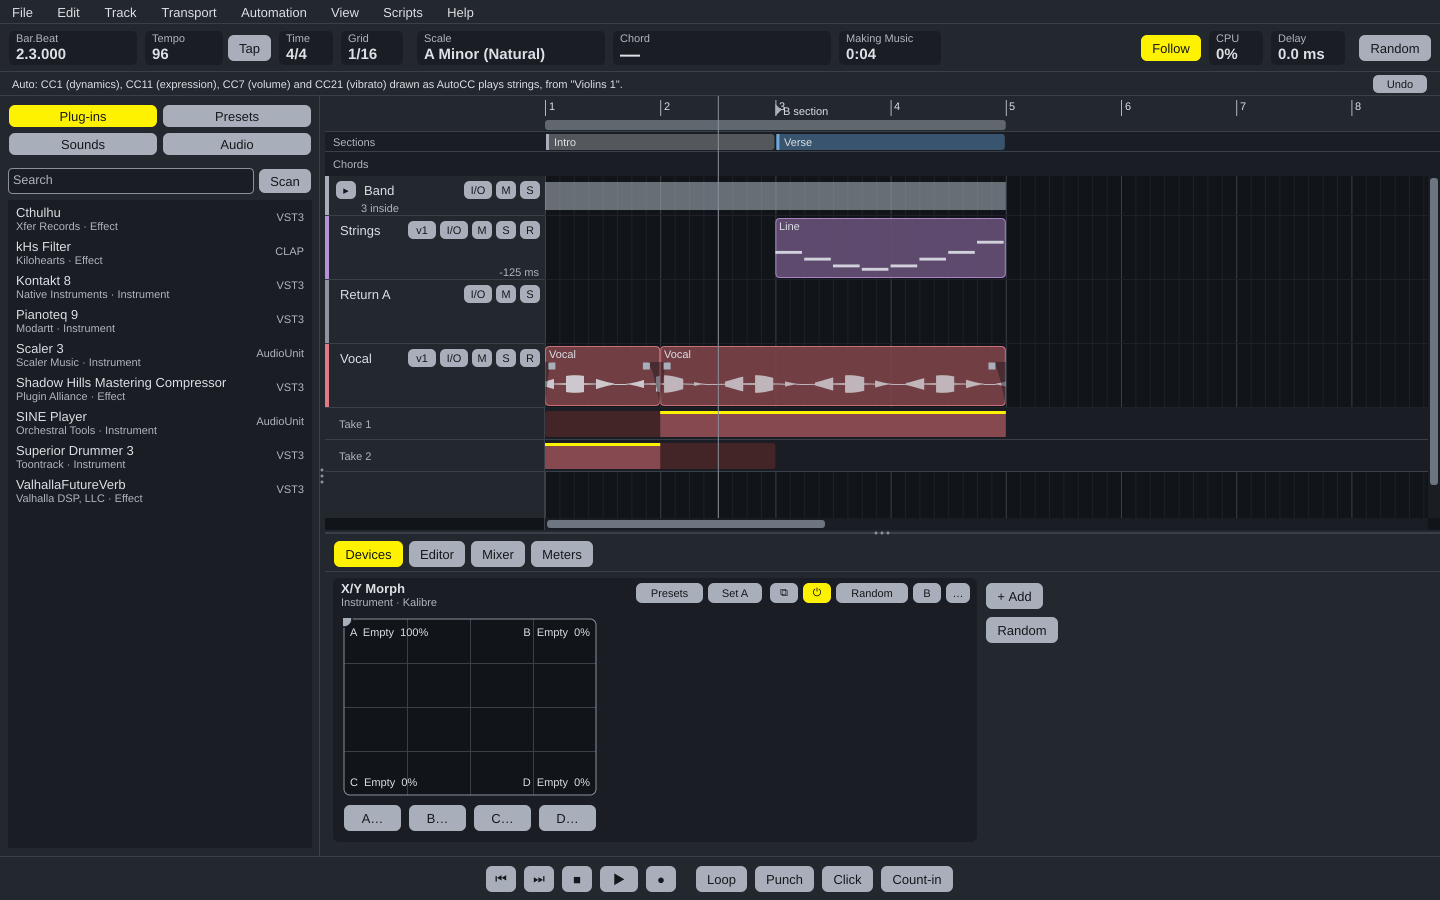 File Edit Track Transport Automation View Scripts Help
Bar.Beat Tempo Time Grid Scale Chord Making Music CPU Delay
2.3.000 96 Tap 4/4 1/16 A Minor (Natural) — 0:04 Follow 0% 0.0 ms Random
Auto: CC1 (dynamics), CC11 (expression), CC7 (volume) and CC21 (vibrato) drawn as AutoCC plays strings, from "Violins 1". Undo
Plug-ins Presets
Sounds Audio
Search Scan
Cthulhu
Xfer Records · Effect VST3
kHs Filter
Kilohearts · Effect CLAP
Kontakt 8
Native Instruments · Instrument VST3
Pianoteq 9
Modartt · Instrument VST3
Scaler 3
Scaler Music · Instrument AudioUnit
Shadow Hills Mastering Compressor
Plugin Alliance · Effect VST3
SINE Player
Orchestral Tools · Instrument AudioUnit
Superior Drummer 3
Toontrack · Instrument VST3
ValhallaFutureVerb
Valhalla DSP, LLC · Effect VST3
1 2 3 4 5 6 7 8
B section
Sections Intro Verse
Chords
Band I/O M S
3 inside
Strings v1 I/O M S R Line
-125 ms
Return A I/O M S
Vocal v1 I/O M S R Vocal Vocal
Take 1
Take 2
Devices Editor Mixer Meters
X/Y Morph Presets Set A Random B …
Instrument · Kalibre
+ Add
Random
A Empty 100% B Empty 0%
C Empty 0% D Empty 0%
A… B… C… D…
Loop Punch Click Count-in